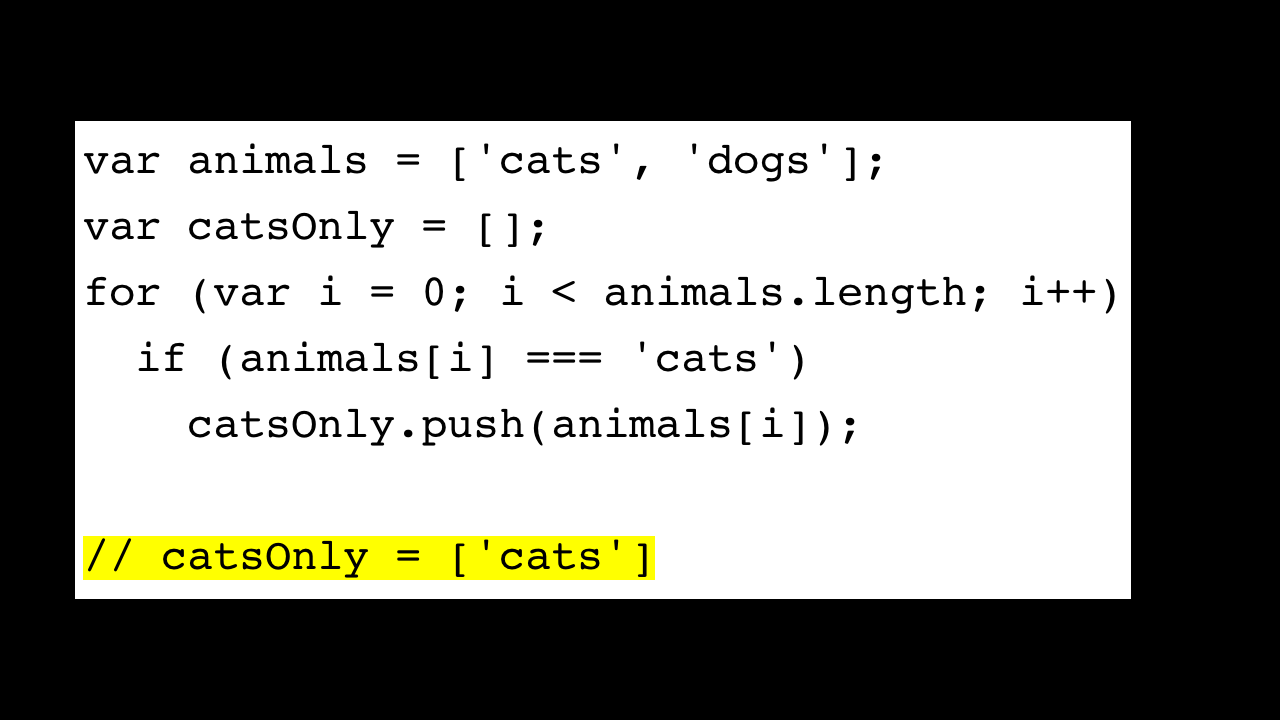 var animals = ['cats', 'dogs'];
var catsOnly = [];
for (var i = 0; i < animals.length; i++)
  if (animals[i] === 'cats')
    catsOnly.push(animals[i]);

// catsOnly = ['cats']